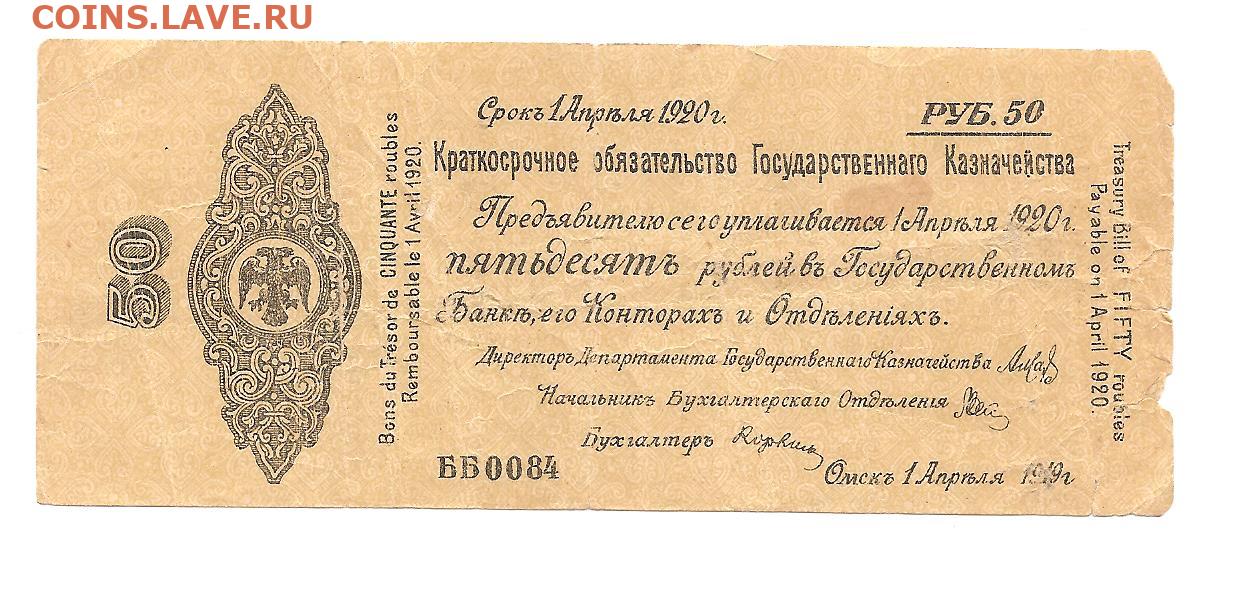 COINS.LAVE.RU
50
Bons du Trésor de CINQUANTE roubles
Remboursable le 1 Avril 1920.
Срокъ 1 Апрѣля 1920 г.
РУБ. 50
Краткосрочное обязательство Государственнаго Казначейства
Предъявителю сего уплачивается 1 Апрѣля 1920 г.
пятьдесятъ рублей въ Государственномъ
Банкѣ, его Конторахъ и Отдѣленіяхъ.
Директоръ Департамента Государственнаго Казначейства
Начальникъ Бухгалтерскаго Отдѣленія
Бухгалтеръ
ББ0084
Омскъ 1 Апрѣля 1919 г
Treasury Bill of FIFTY roubles
Payable on 1 April 1920.